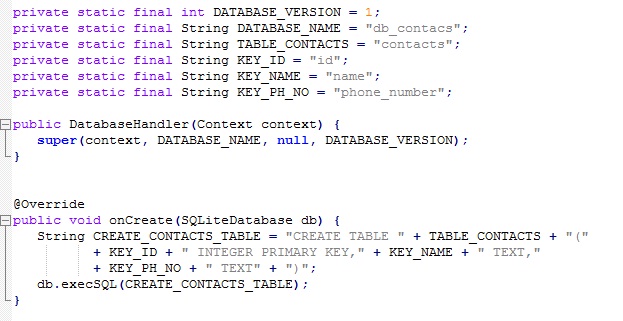 private static final int DATABASE_VERSION = 1;
private static final String DATABASE_NAME = "db_contacs";
private static final String TABLE_CONTACTS = "contacts";
private static final String KEY_ID = "id";
private static final String KEY_NAME = "name";
private static final String KEY_PH_NO = "phone_number";
public DatabaseHandler(Context context) {
super(context, DATABASE_NAME, null, DATABASE_VERSION);
}
@Override
public void onCreate(SQLiteDatabase db) {
String CREATE_CONTACTS_TABLE = "CREATE TABLE " + TABLE_CONTACTS + "("
+ KEY_ID + " INTEGER PRIMARY KEY," + KEY_NAME + " TEXT,"
+ KEY_PH_NO + " TEXT" + ")";
db.execSQL(CREATE_CONTACTS_TABLE);
}